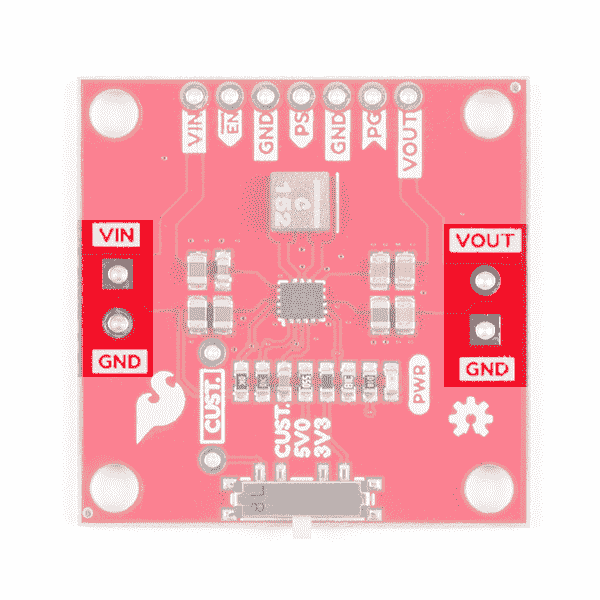 VIN
EN
GND
PS
GND
PG
VOUT
VIN
VOUT
GND
GND
CUST.
CUST.
5V0
3V3
PWR